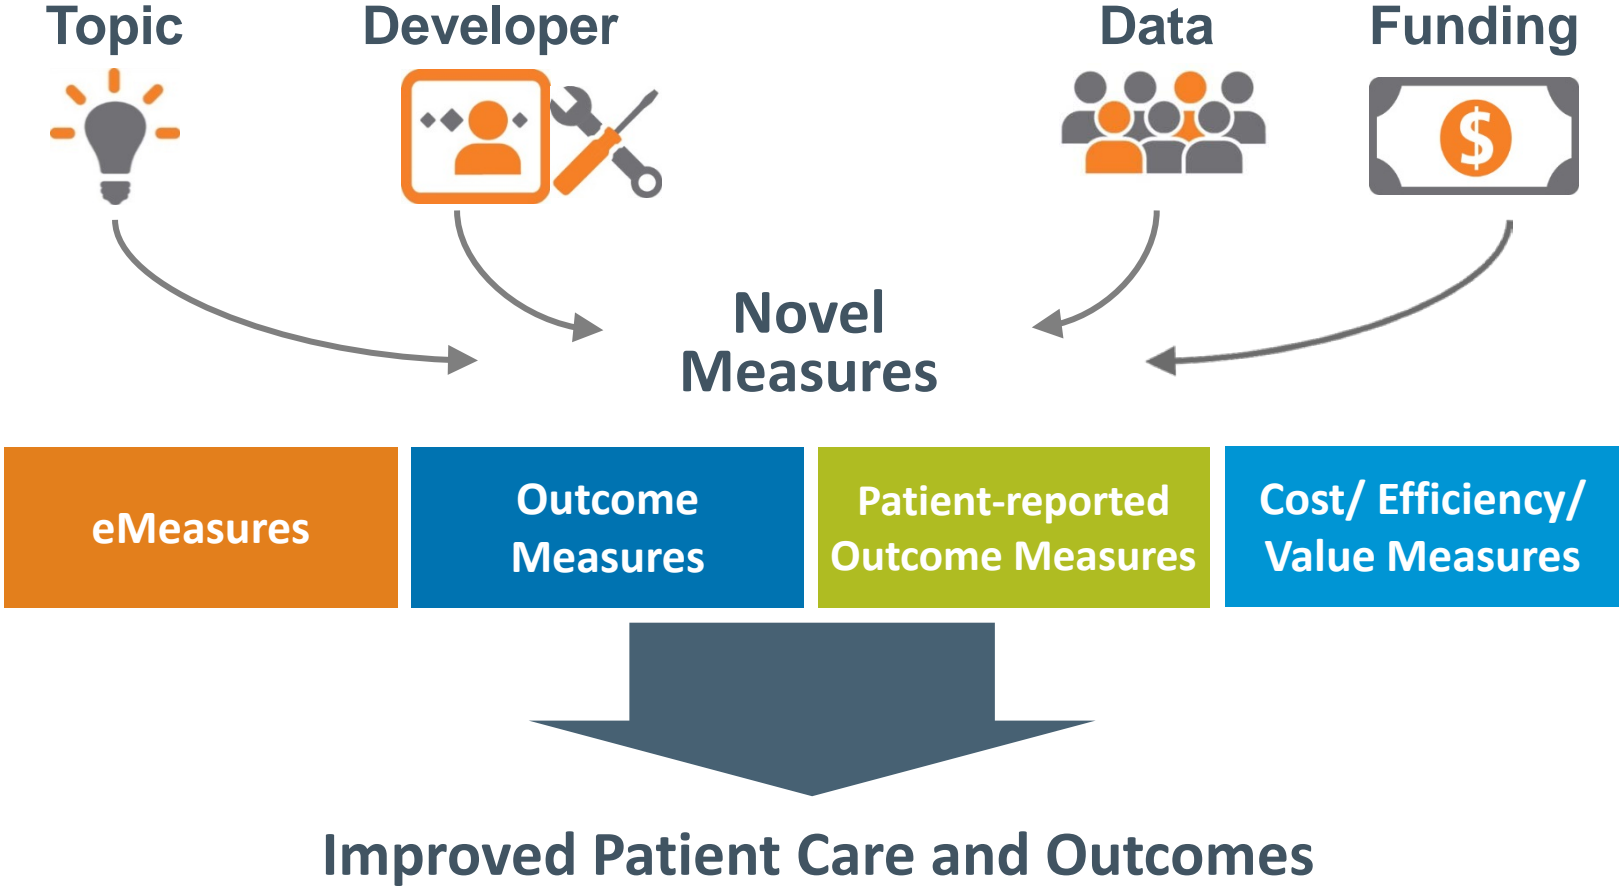 Topic
Developer
Data
Funding
$
Novel
Measures
eMeasures
Outcome
Measures
Patient-reported
Outcome Measures
Cost/ Efficiency/
Value Measures
Improved Patient Care and Outcomes